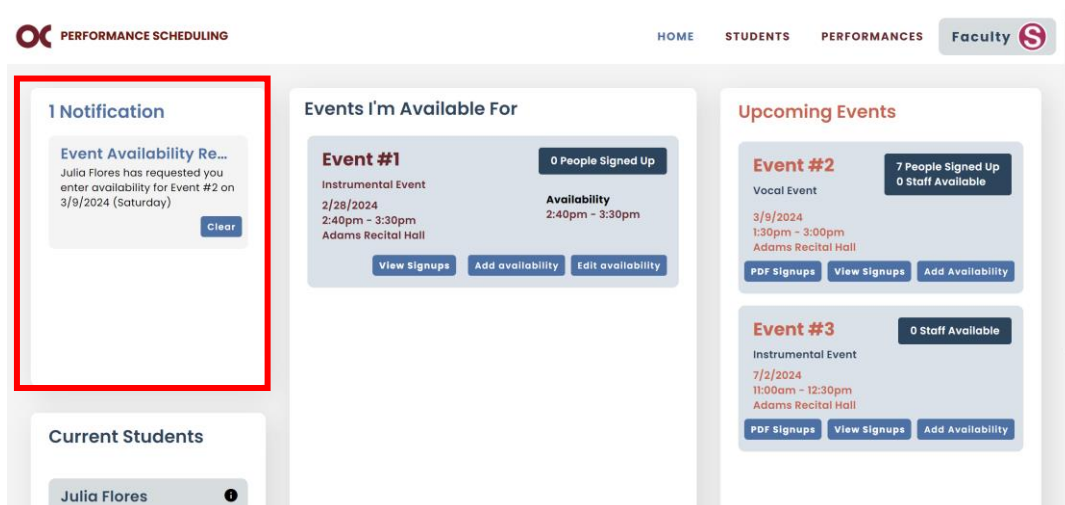 OC PERFORMANCE SCHEDULING
HOME STUDENTS PERFORMANCES Faculty S
1 Notification
Event Availability Re...
Julia Flores has requested you
enter availability for Event #2 on
3/9/2024 (Saturday)
Clear
Current Students
Julia Flores
Events I'm Available For
Event #1
0 People Signed Up
Instrumental Event
2/28/2024
2:40pm - 3:30pm
Adams Recital Hall
Availability
2:40pm - 3:30pm
View Signups Add availability Edit availability
Upcoming Events
Event #2
7 People Signed Up
0 Staff Available
Vocal Event
3/9/2024
1:30pm - 3:00pm
Adams Recital Hall
PDF Signups View Signups Add Availability
Event #3
0 Staff Available
Instrumental Event
7/2/2024
11:00am - 12:30pm
Adams Recital Hall
PDF Signups View Signups Add Availability